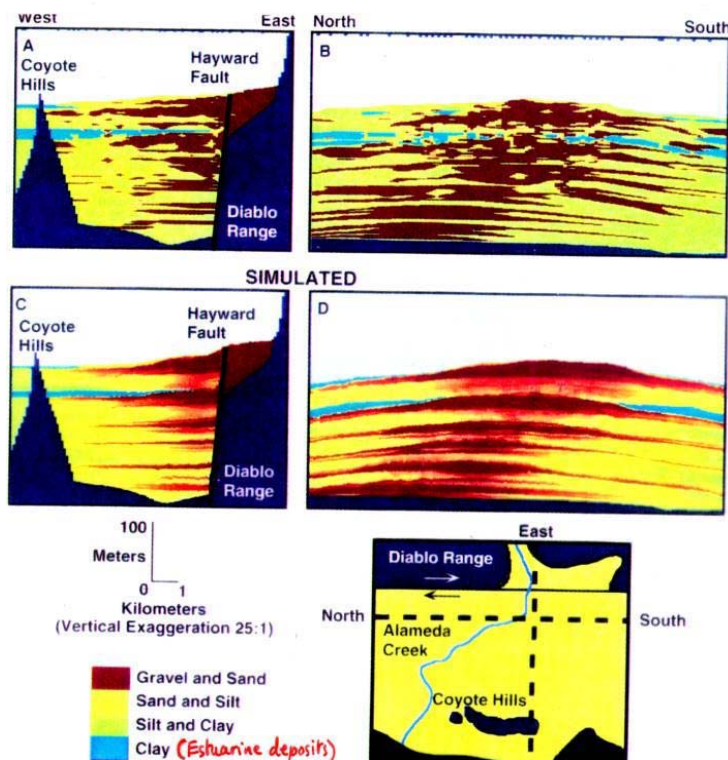 West East
A
Coyote
Hills
Hayward
Fault
Diablo
Range
North South
B
SIMULATED
C
Coyote
Hills
Hayward
Fault
Diablo
Range
D
100
Meters
0 1
Kilometers
(Vertical Exaggeration 25:1)
Gravel and Sand
Sand and Silt
Silt and Clay
Clay (Estuarine deposits)
East
Diablo Range
North South
Alameda
Creek
Coyote Hills